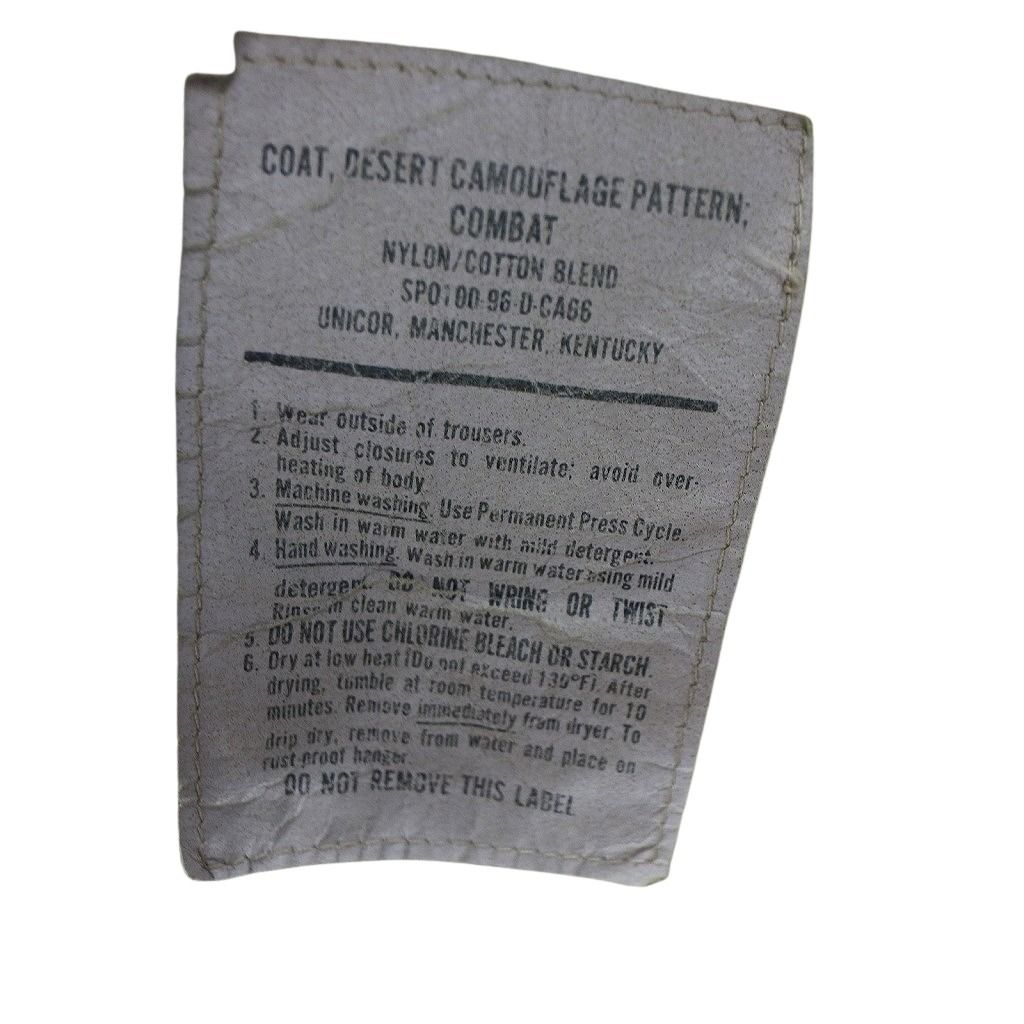 COAT, DESERT CAMOUFLAGE PATTERN;
COMBAT
NYLON/COTTON BLEND
SPO100-96-D-CA66
UNICOR, MANCHESTER, KENTUCKY
1. Wear outside of trousers.
2. Adjust closures to ventilate; avoid over-
heating of body.
3. Machine washing. Use Permanent Press Cycle.
Wash in warm water with mild detergent.
4. Hand washing. Wash in warm water using mild
detergent. DO NOT WRING OR TWIST
Rinse in clean warm water.
5. DO NOT USE CHLORINE BLEACH OR STARCH.
6. Dry at low heat (Do not exceed 130°F). After
drying, tumble at room temperature for 10
minutes. Remove immediately from dryer. To
drip dry, remove from water and place on
rust-proof hanger.
DO NOT REMOVE THIS LABEL